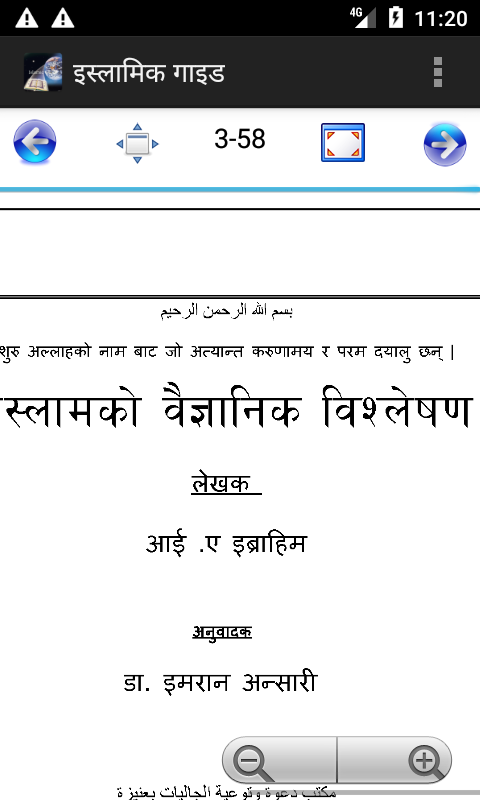 4G 11:20
इस्लामिक गाइड
3-58
بسم الله الرحمن الرحيم
शुरु अल्लाहको नाम बाट जो अत्यान्त करुणामय र परम दयालु छन् |
स्लामको वैज्ञानिक विश्लेषण
लेखक
आई .ए इब्राहिम
अनुवादक
डा. इमरान अन्सारी
مكتب دعوة وتوعية الجاليات بعنيزة